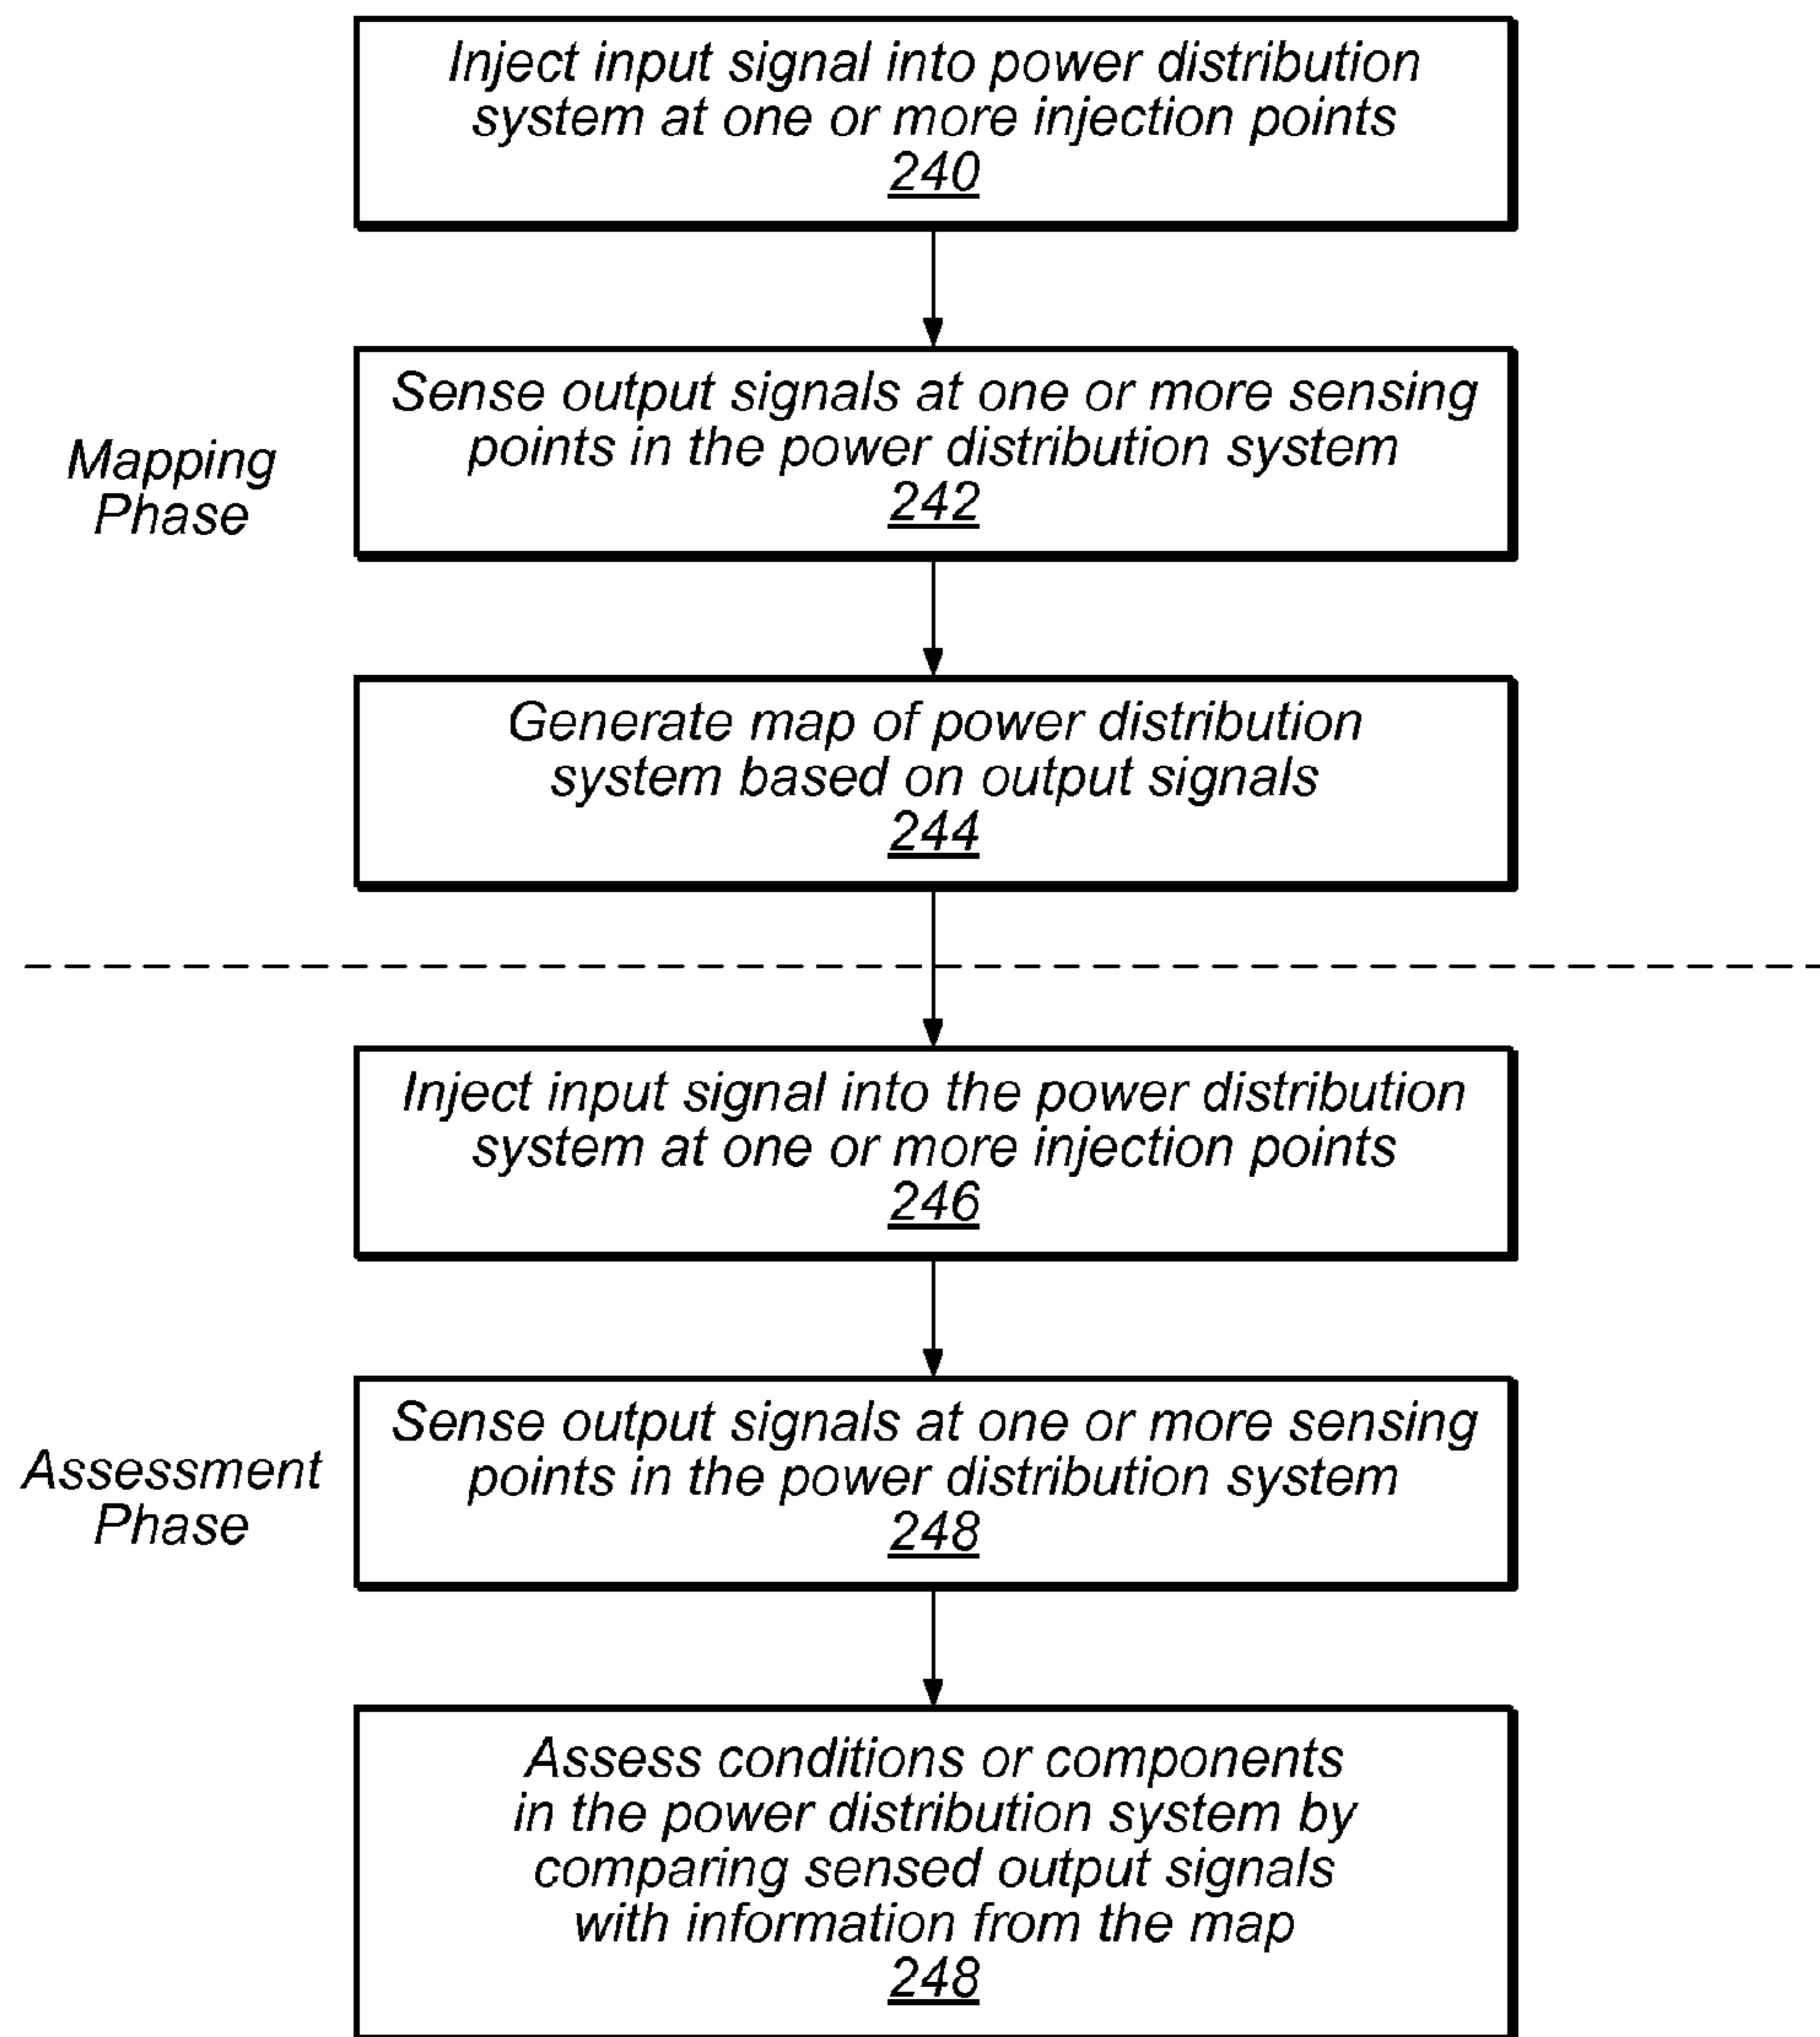 Inject input signal into power distribution
system at one or more injection points
240
Mapping
Phase
Sense output signals at one or more sensing
points in the power distribution system
242
Generate map of power distribution
system based on output signals
244
Inject input signal into the power distribution
system at one or more injection points
246
Assessment
Phase
Sense output signals at one or more sensing
points in the power distribution system
248
Assess conditions or components
in the power distribution system by
comparing sensed output signals
with information from the map
248